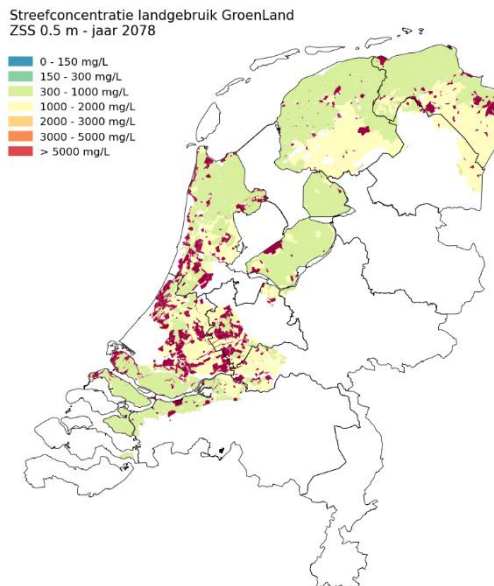 Streefconcentratie landgebruik GroenLand
ZSS 0.5 m - jaar 2078
0 - 150 mg/L
150 - 300 mg/L
300 - 1000 mg/L
1000 - 2000 mg/L
2000 - 3000 mg/L
3000 - 5000 mg/L
> 5000 mg/L